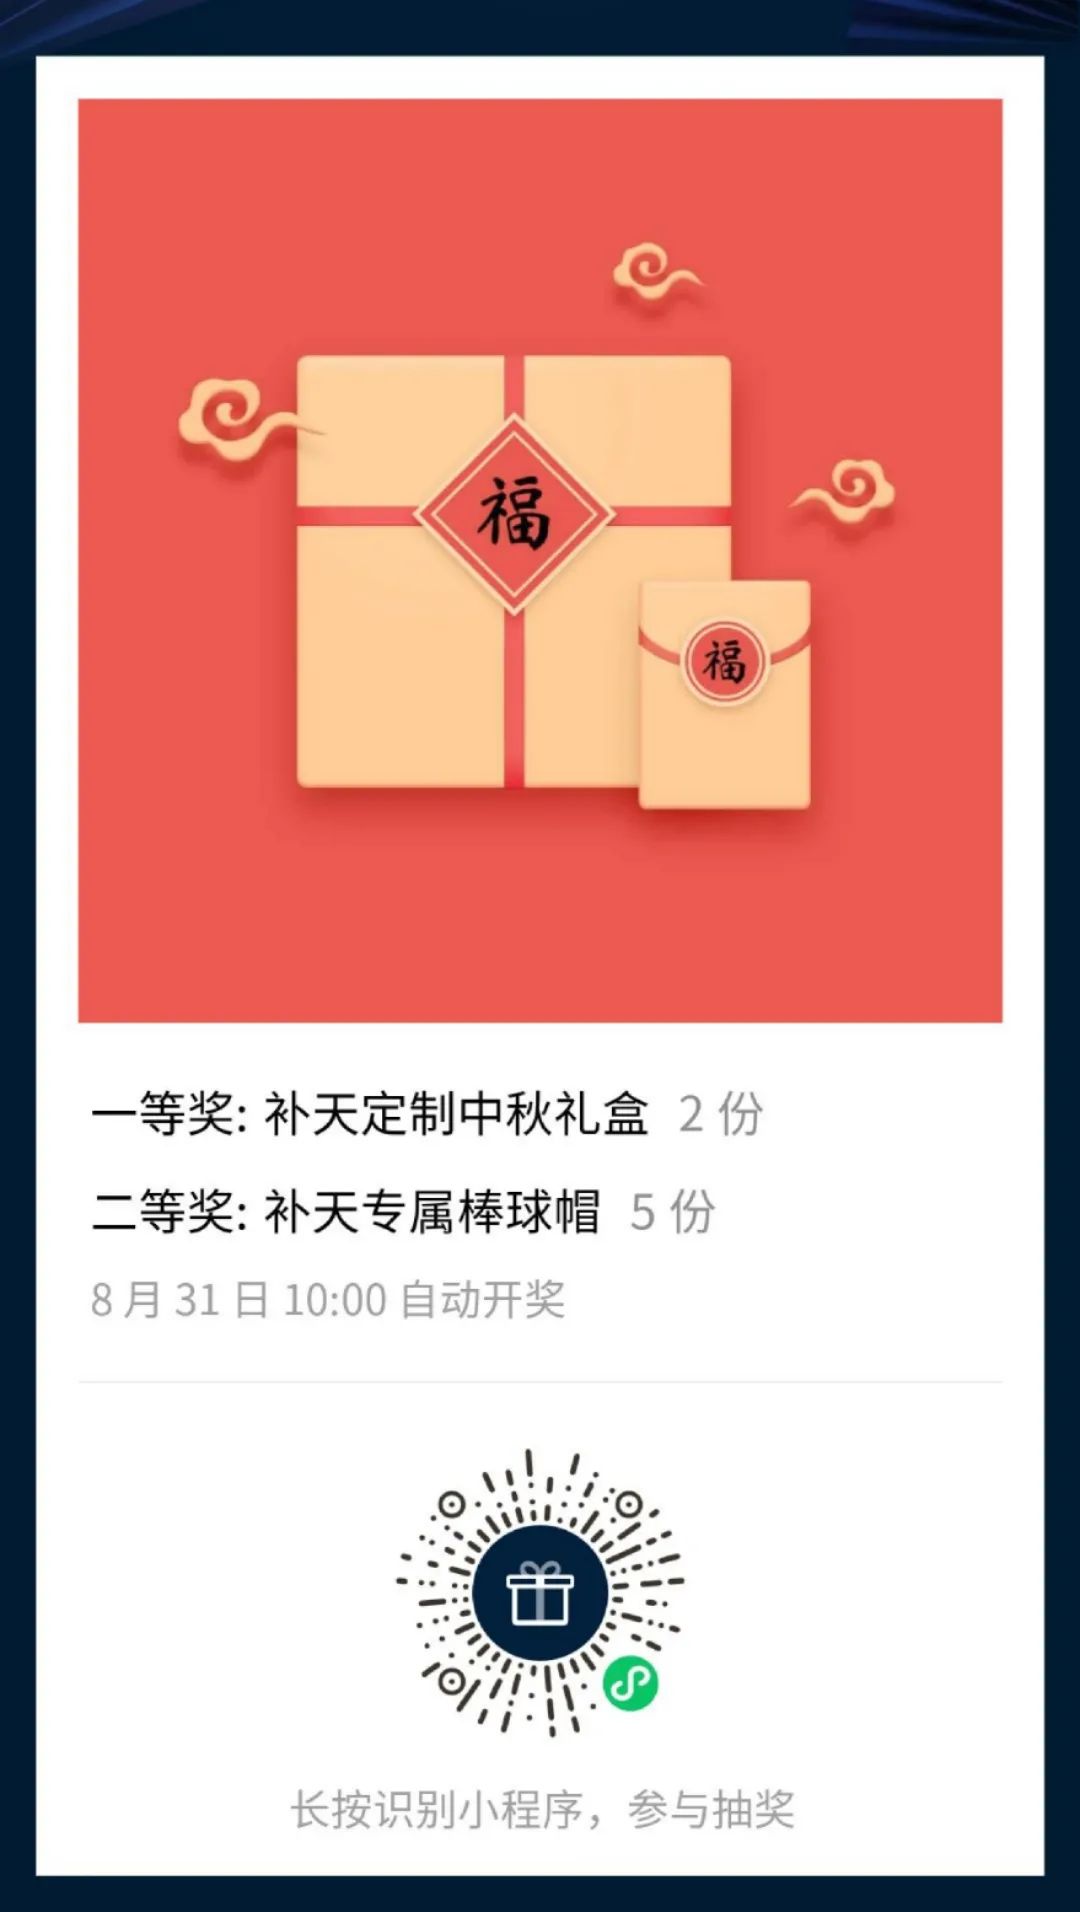 福
福
一等奖: 补天定制中秋礼盒 2 份
二等奖: 补天专属棒球帽 5 份
8 月 31 日 10:00 自动开奖
长按识别小程序，参与抽奖